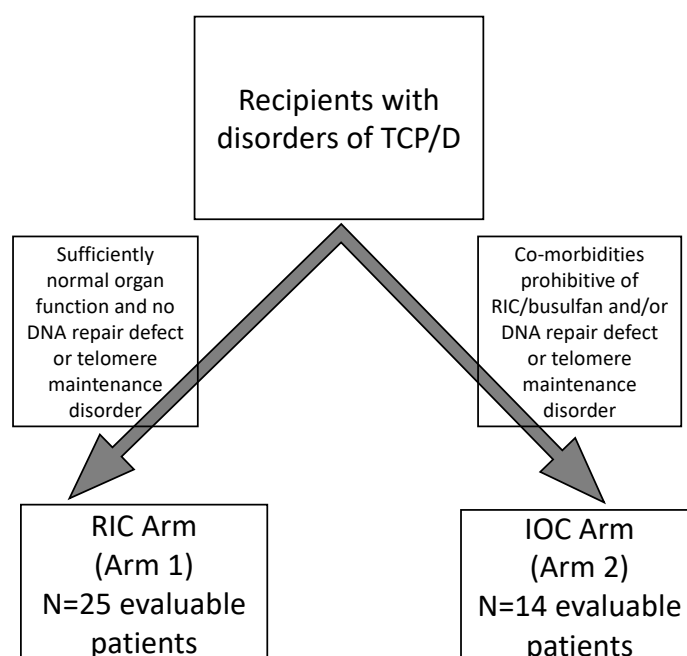 Recipients with
disorders of TCP/D
Sufficiently
normal organ
function and no
DNA repair defect
or telomere
maintenance
disorder
Co-morbidities
prohibitive of
RIC/busulfan and/or
DNA repair defect
or telomere
maintenance
disorder
RIC Arm
(Arm 1)
N=25 evaluable
patients
IOC Arm
(Arm 2)
N=14 evaluable
patients